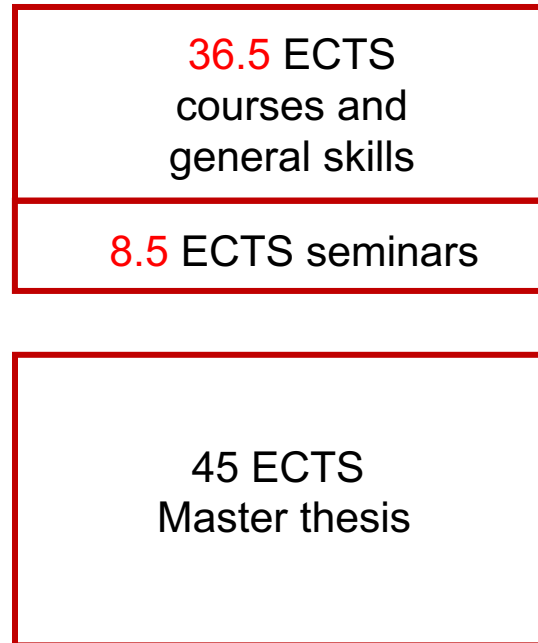 36.5 ECTS
courses and
general skills
8.5 ECTS seminars
45 ECTS
Master thesis